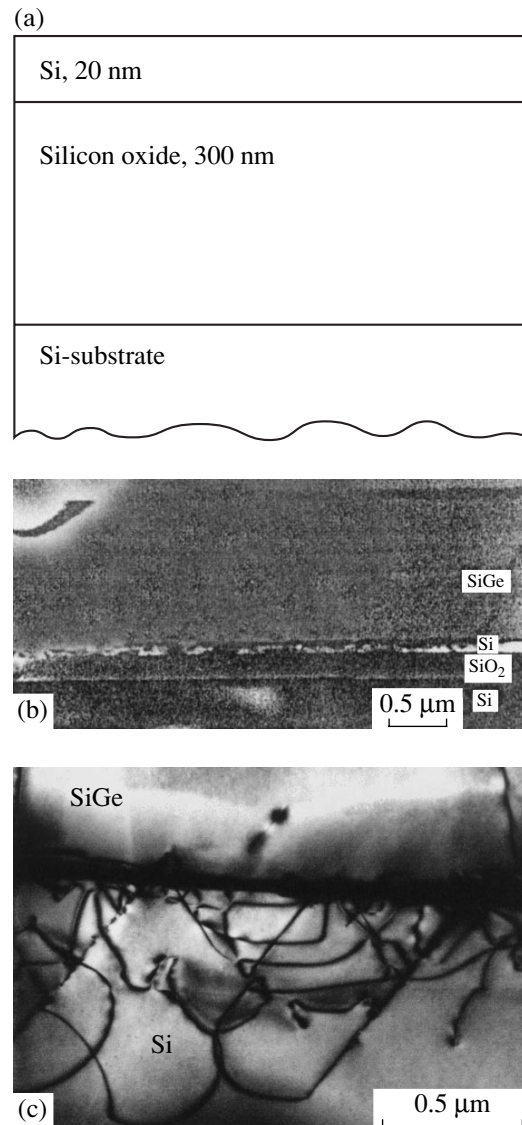 (a)
Si, 20 nm
Silicon oxide, 300 nm
Si-substrate
SiGe
Si
SiO2
Si
(b)
0.5 μm
SiGe
Si
(c)
0.5 μm